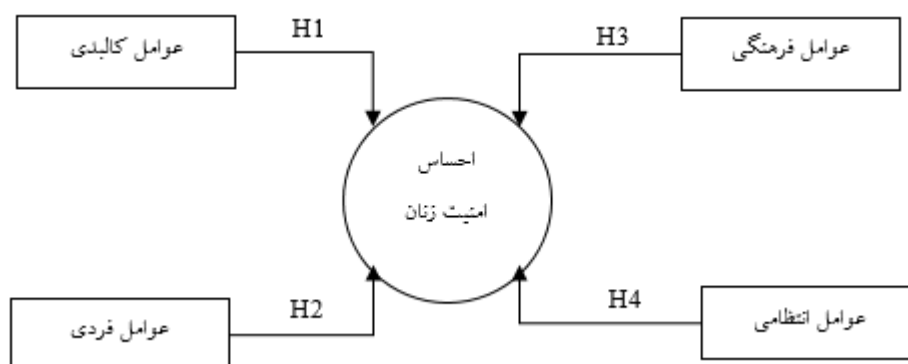 عوامل کالبدی
H1
H3
عوامل فرهنگی
احساس
امنیت زنان
عوامل فردی
H2
H4
عوامل انتظامی